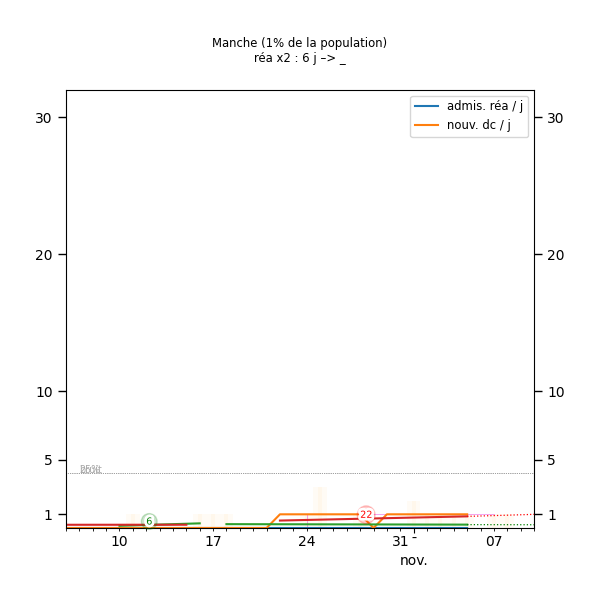 Manche (1% de la population)
réa x2 : 6 j –> _
admis. réa / j
nouv. dc / j
30 30
20 20
10 10
5 5
1 1
6
22
10 17 24 31 07
nov.